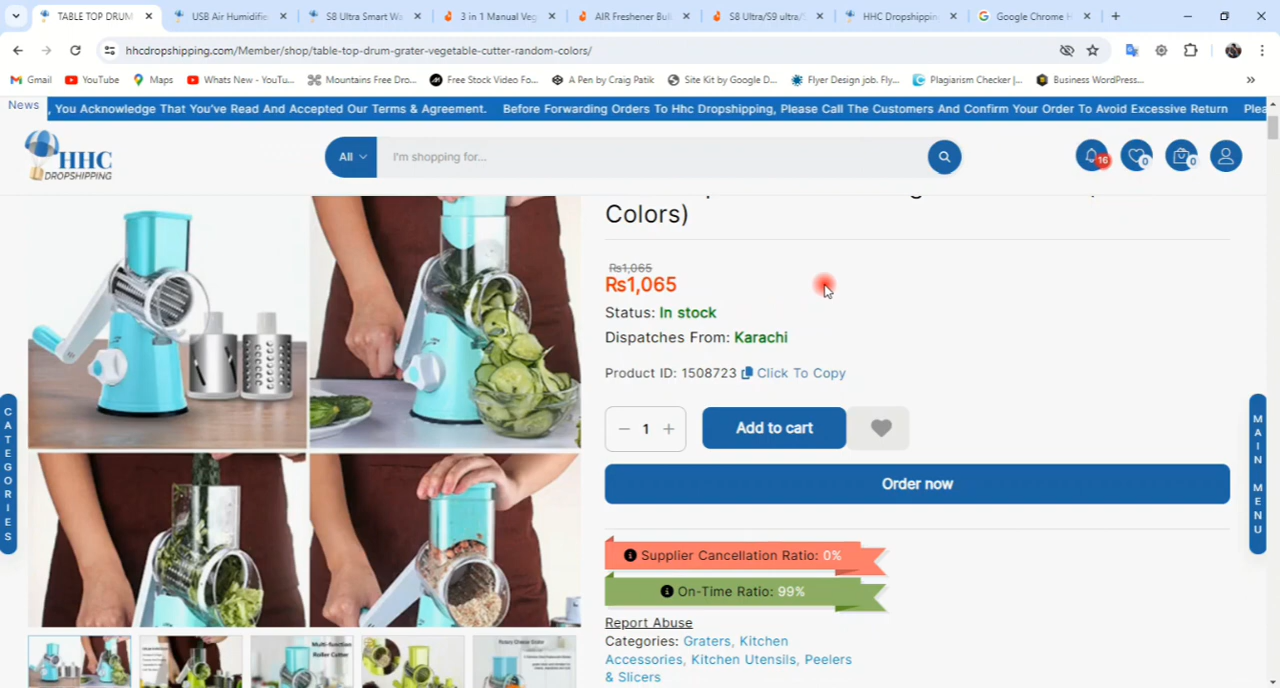 TABLE TOP DRUM
USB Air Humidifie
S8 Ultra Smart Wa
3 in 1 Manual Veg
AIR Freshener Bul
S8 Ultra/S9 ultra/
HHC Dropshippin
Google Chrome H
hhcdropshipping.com/Member/shop/table-top-drum-grater-vegetable-cutter-random-colors/
Gmail
YouTube
Maps
Whats New - YouTu...
Mountains Free Dro...
Free Stock Video Fo...
A Pen by Craig Patik
Site Kit by Google D...
Flyer Design job. Fly...
Plagiarism Checker |...
Business WordPress...
News
, You Acknowledge That You've Read And Accepted Our Terms & Agreement. Before Forwarding Orders To Hhc Dropshipping, Please Call The Customers And Confirm Your Order To Avoid Excessive Return Plea
HHC
DROPSHIPPING
All
I'm shopping for...
16
0
0
Colors)
₨1,065
₨1,065
Status: In stock
Dispatches From: Karachi
Product ID: 1508723 Click To Copy
1
Add to cart
Order now
Supplier Cancellation Ratio: 0%
On-Time Ratio: 99%
Report Abuse
Categories: Graters, Kitchen
Accessories, Kitchen Utensils, Peelers
& Slicers
CATEGORIES
MAIN MENU
Multi-function
Roller Cutter